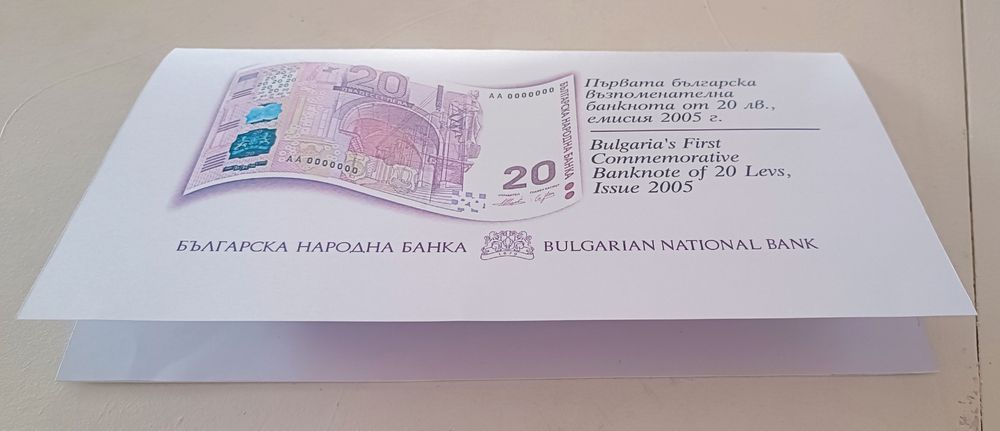 Първата българска
възпоменателна
банкнота от 20 лв.,
емисия 2005 г.
Bulgaria's First
Commemorative
Banknote of 20 Levs,
Issue 2005
20
АА 0000000
АА 0000000
БЪЛГАРСКА НАРОДНА БАНКА
20
БЪЛГАРСКА НАРОДНА БАНКА
1879
BULGARIAN NATIONAL BANK